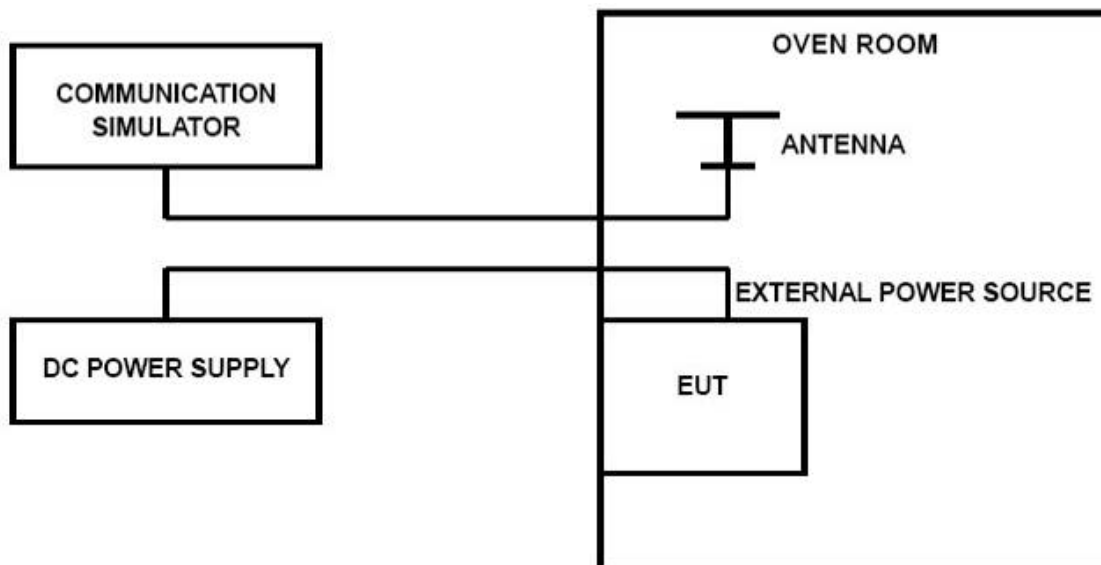 OVEN ROOM
COMMUNICATION
SIMULATOR
ANTENNA
EXTERNAL POWER SOURCE
DC POWER SUPPLY
EUT